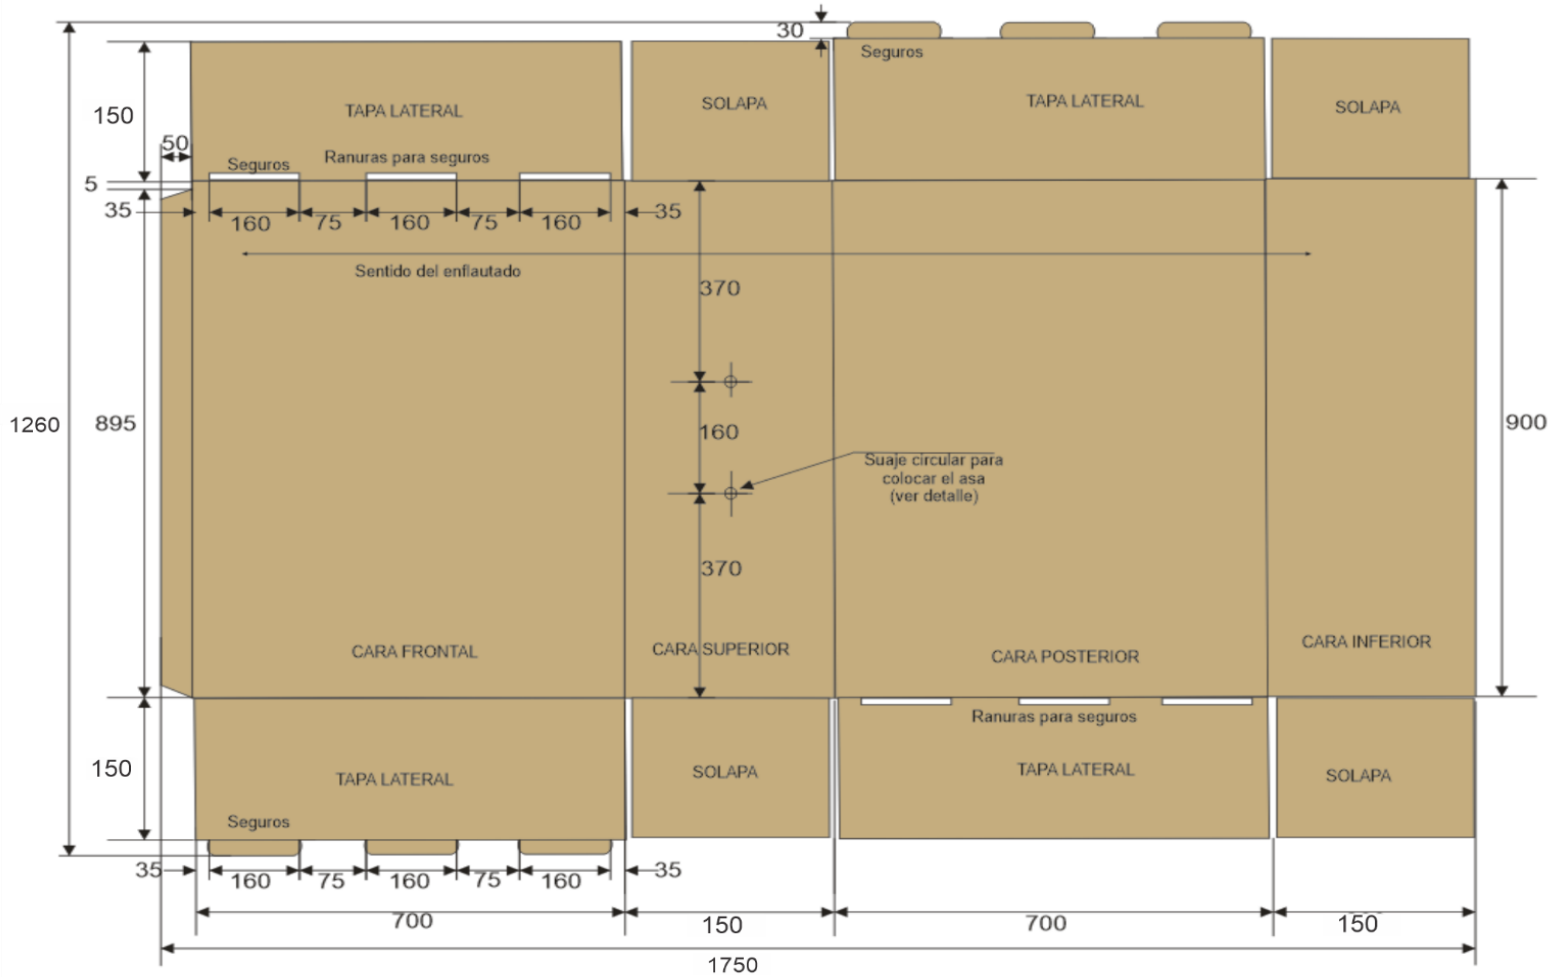 30
Seguros
TAPA LATERAL
SOLAPA
TAPA LATERAL
SOLAPA
150
50
Seguros
Ranuras para seguros
5
35
160
75
160
75
160
35
Sentido del enflautado
370
1260
895
160
900
Suaje circular para
colocar el asa
(ver detalle)
370
CARA FRONTAL
CARA SUPERIOR
CARA POSTERIOR
CARA INFERIOR
Ranuras para seguros
150
TAPA LATERAL
SOLAPA
TAPA LATERAL
SOLAPA
Seguros
35
160
75
160
75
160
35
700
150
700
150
1750